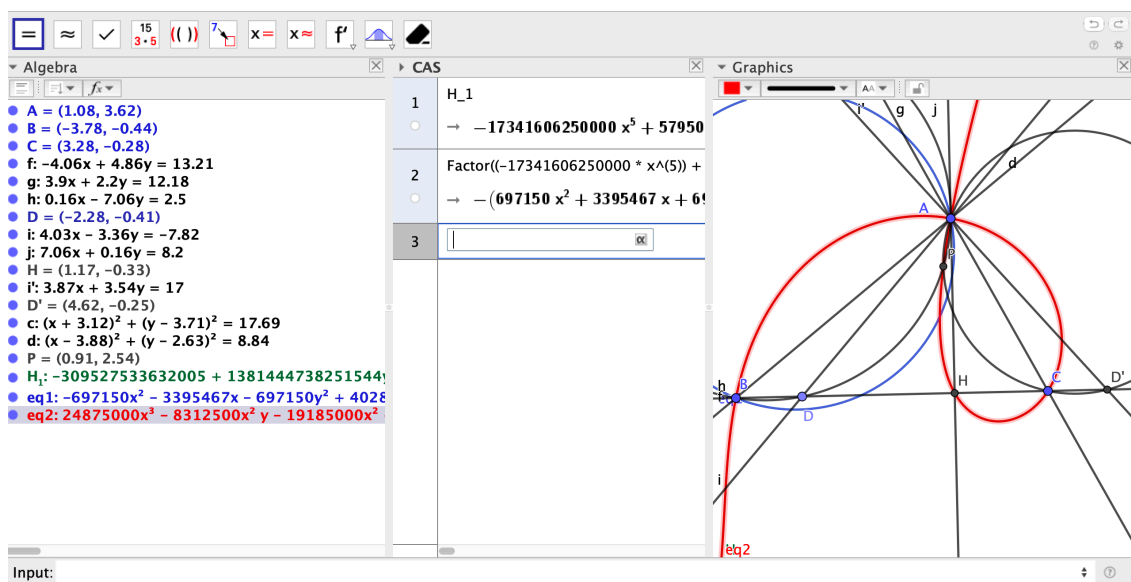 = ≈ ✓ 15 3·5 (( )) 7 x= x≈ f′
Algebra
CAS
Graphics
fx
AA
A = (1.08, 3.62)
B = (−3.78, −0.44)
C = (3.28, −0.28)
f: −4.06x + 4.86y = 13.21
g: 3.9x + 2.2y = 12.18
h: 0.16x − 7.06y = 2.5
D = (−2.28, −0.41)
i: 4.03x − 3.36y = −7.82
j: 7.06x + 0.16y = 8.2
H = (1.17, −0.33)
i': 3.87x + 3.54y = 17
D' = (4.62, −0.25)
c: (x + 3.12)² + (y − 3.71)² = 17.69
d: (x − 3.88)² + (y − 2.63)² = 8.84
P = (0.91, 2.54)
H₁: −309527533632005 + 1381444738251544y
eq1: −697150x² − 3395467x − 697150y² + 4028
eq2: 24875000x³ − 8312500x² y − 19185000x²
1
H_1
→ −17341606250000 x⁵ + 57950
2
Factor((−17341606250000 * x^(5)) +
→ −(697150 x² + 3395467 x + 69
3
α
i'
g
j
d
A
P
h
B
D
H
C
D'
i
eq2
Input: